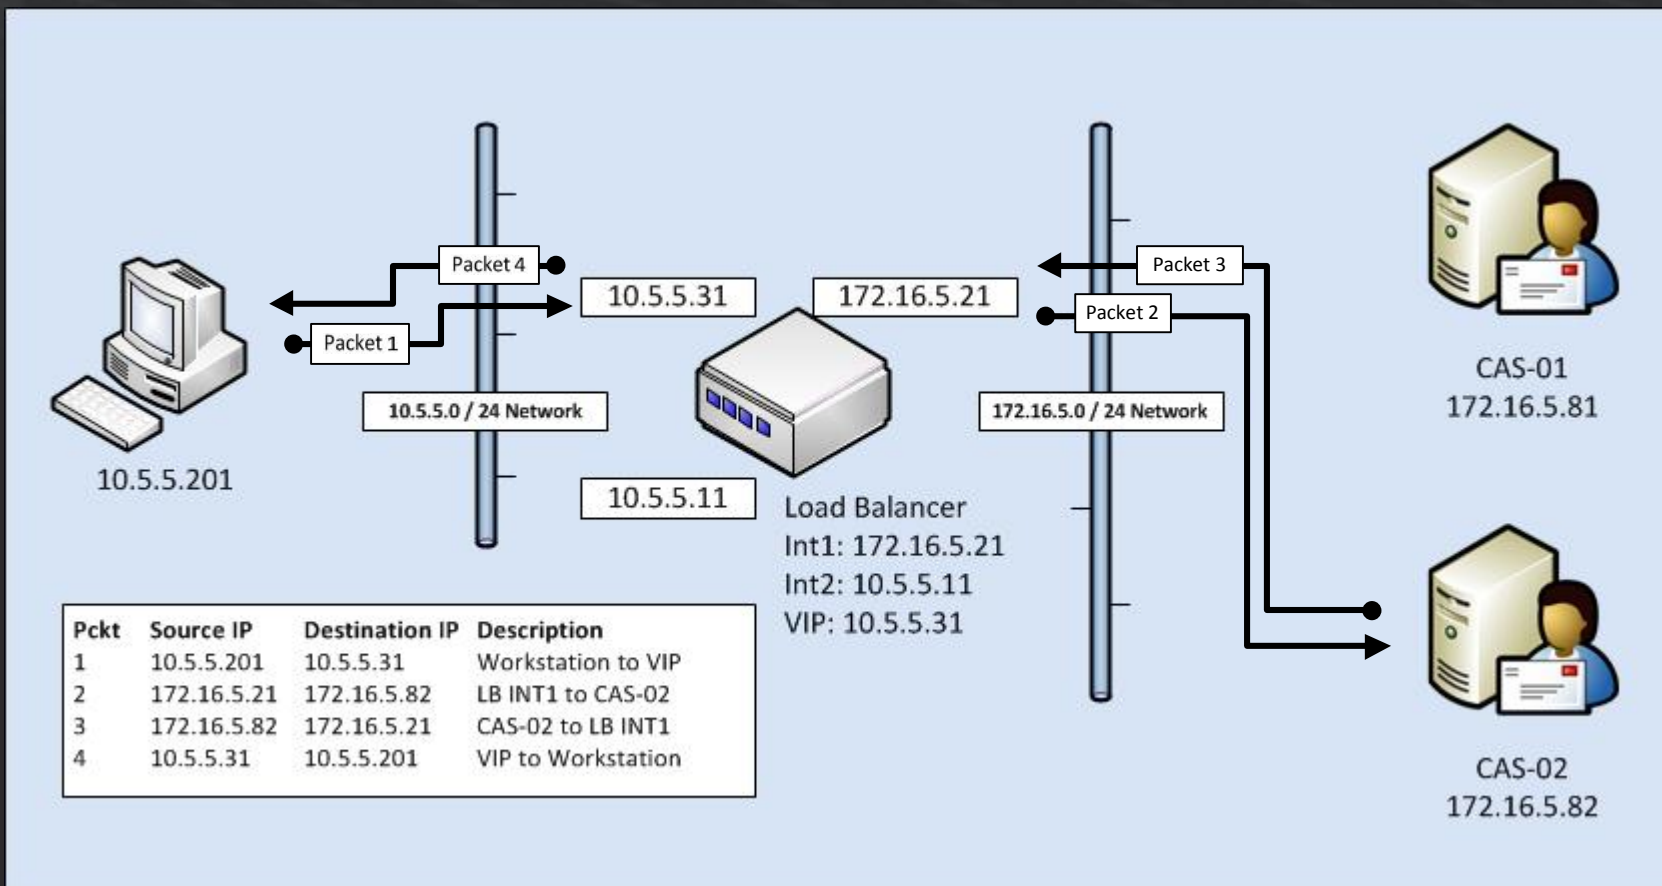 Packet 4
Packet 3
10.5.5.31
172.16.5.21
Packet 2
Packet 1
CAS-01
172.16.5.81
10.5.5.0 / 24 Network
172.16.5.0 / 24 Network
10.5.5.201
10.5.5.11
Load Balancer
Int1: 172.16.5.21
Int2: 10.5.5.11
VIP: 10.5.5.31
Pckt Source IP Destination IP Description
1 10.5.5.201 10.5.5.31 Workstation to VIP
2 172.16.5.21 172.16.5.82 LB INT1 to CAS-02
3 172.16.5.82 172.16.5.21 CAS-02 to LB INT1
4 10.5.5.31 10.5.5.201 VIP to Workstation
CAS-02
172.16.5.82